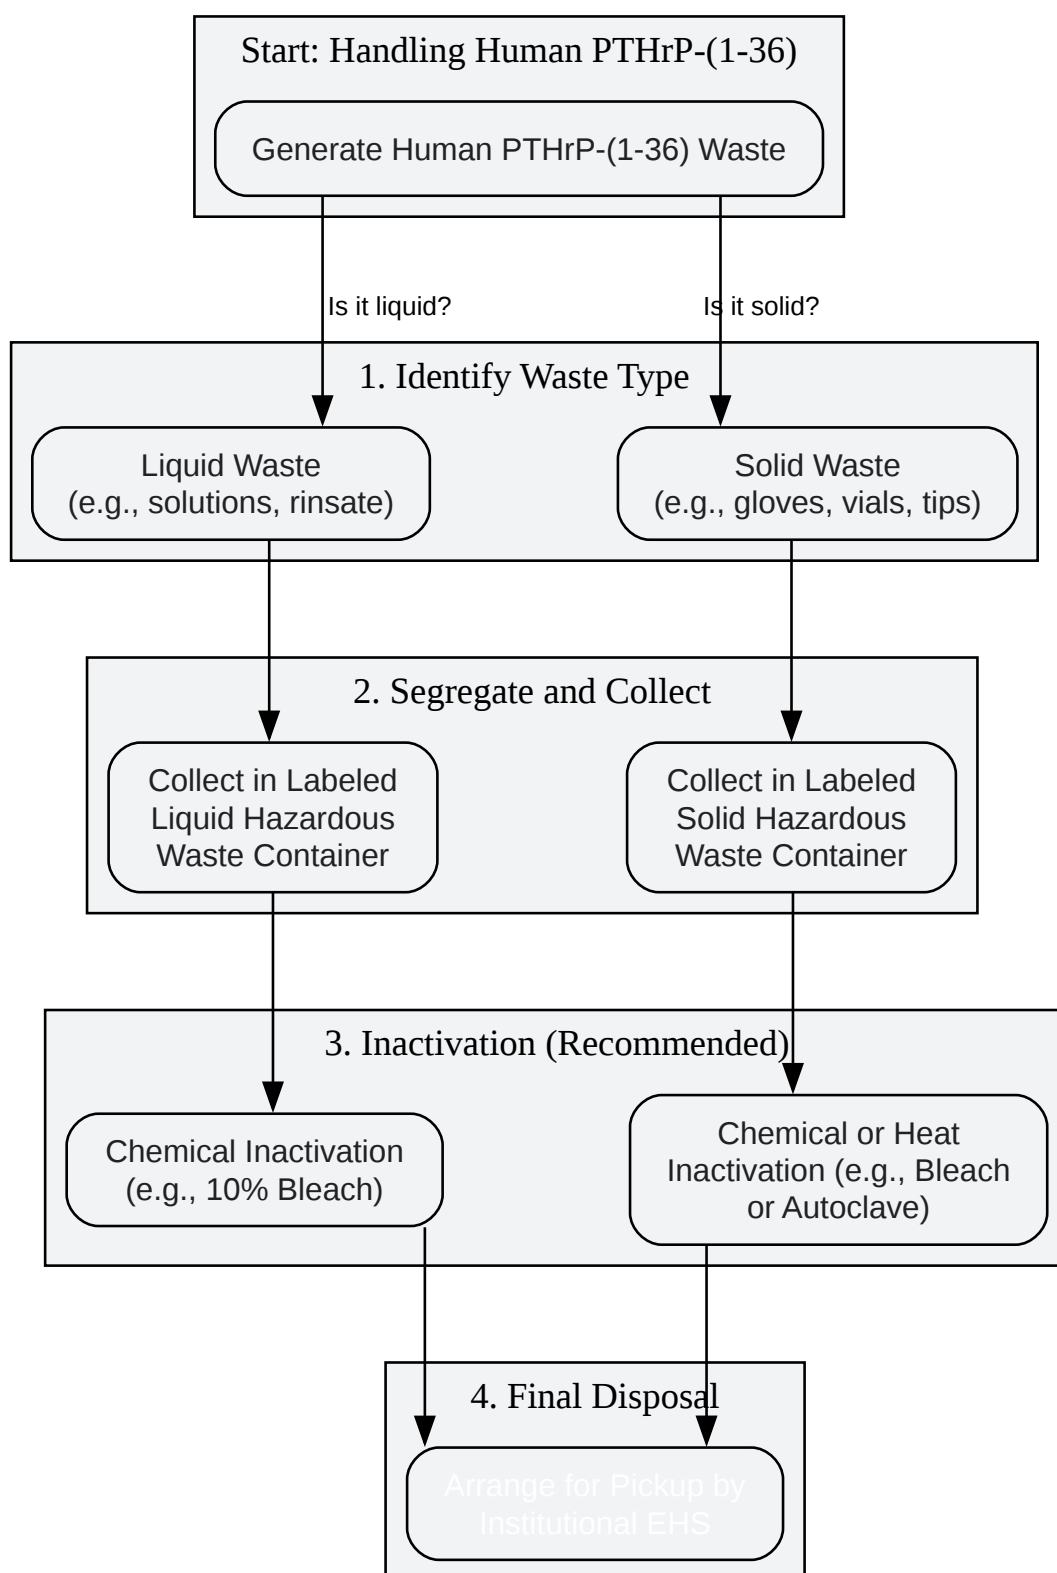 Start: Handling Human PTHrP-(1-36)
Generate Human PTHrP-(1-36) Waste
Is it liquid?
Is it solid?
1. Identify Waste Type
Liquid Waste
(e.g., solutions, rinsate)
Solid Waste
(e.g., gloves, vials, tips)
2. Segregate and Collect
Collect in Labeled
Liquid Hazardous
Waste Container
Collect in Labeled
Solid Hazardous
Waste Container
3. Inactivation (Recommended)
Chemical Inactivation
(e.g., 10% Bleach)
Chemical or Heat
Inactivation (e.g., Bleach
or Autoclave)
4. Final Disposal
Arrange for Pickup by
Institutional EHS